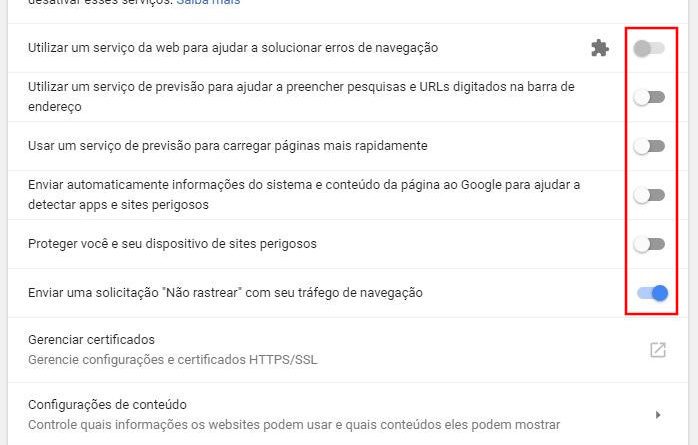 desativar esses serviços. Saiba mais
Utilizar um serviço da web para ajudar a solucionar erros de navegação
Utilizar um serviço de previsão para ajudar a preencher pesquisas e URLs digitados na barra de
endereço
Usar um serviço de previsão para carregar páginas mais rapidamente
Enviar automaticamente informações do sistema e conteúdo da página ao Google para ajudar a
detectar apps e sites perigosos
Proteger você e seu dispositivo de sites perigosos
Enviar uma solicitação "Não rastrear" com seu tráfego de navegação
Gerenciar certificados
Gerencie configurações e certificados HTTPS/SSL
Configurações de conteúdo
Controle quais informações os websites podem usar e quais conteúdos eles podem mostrar